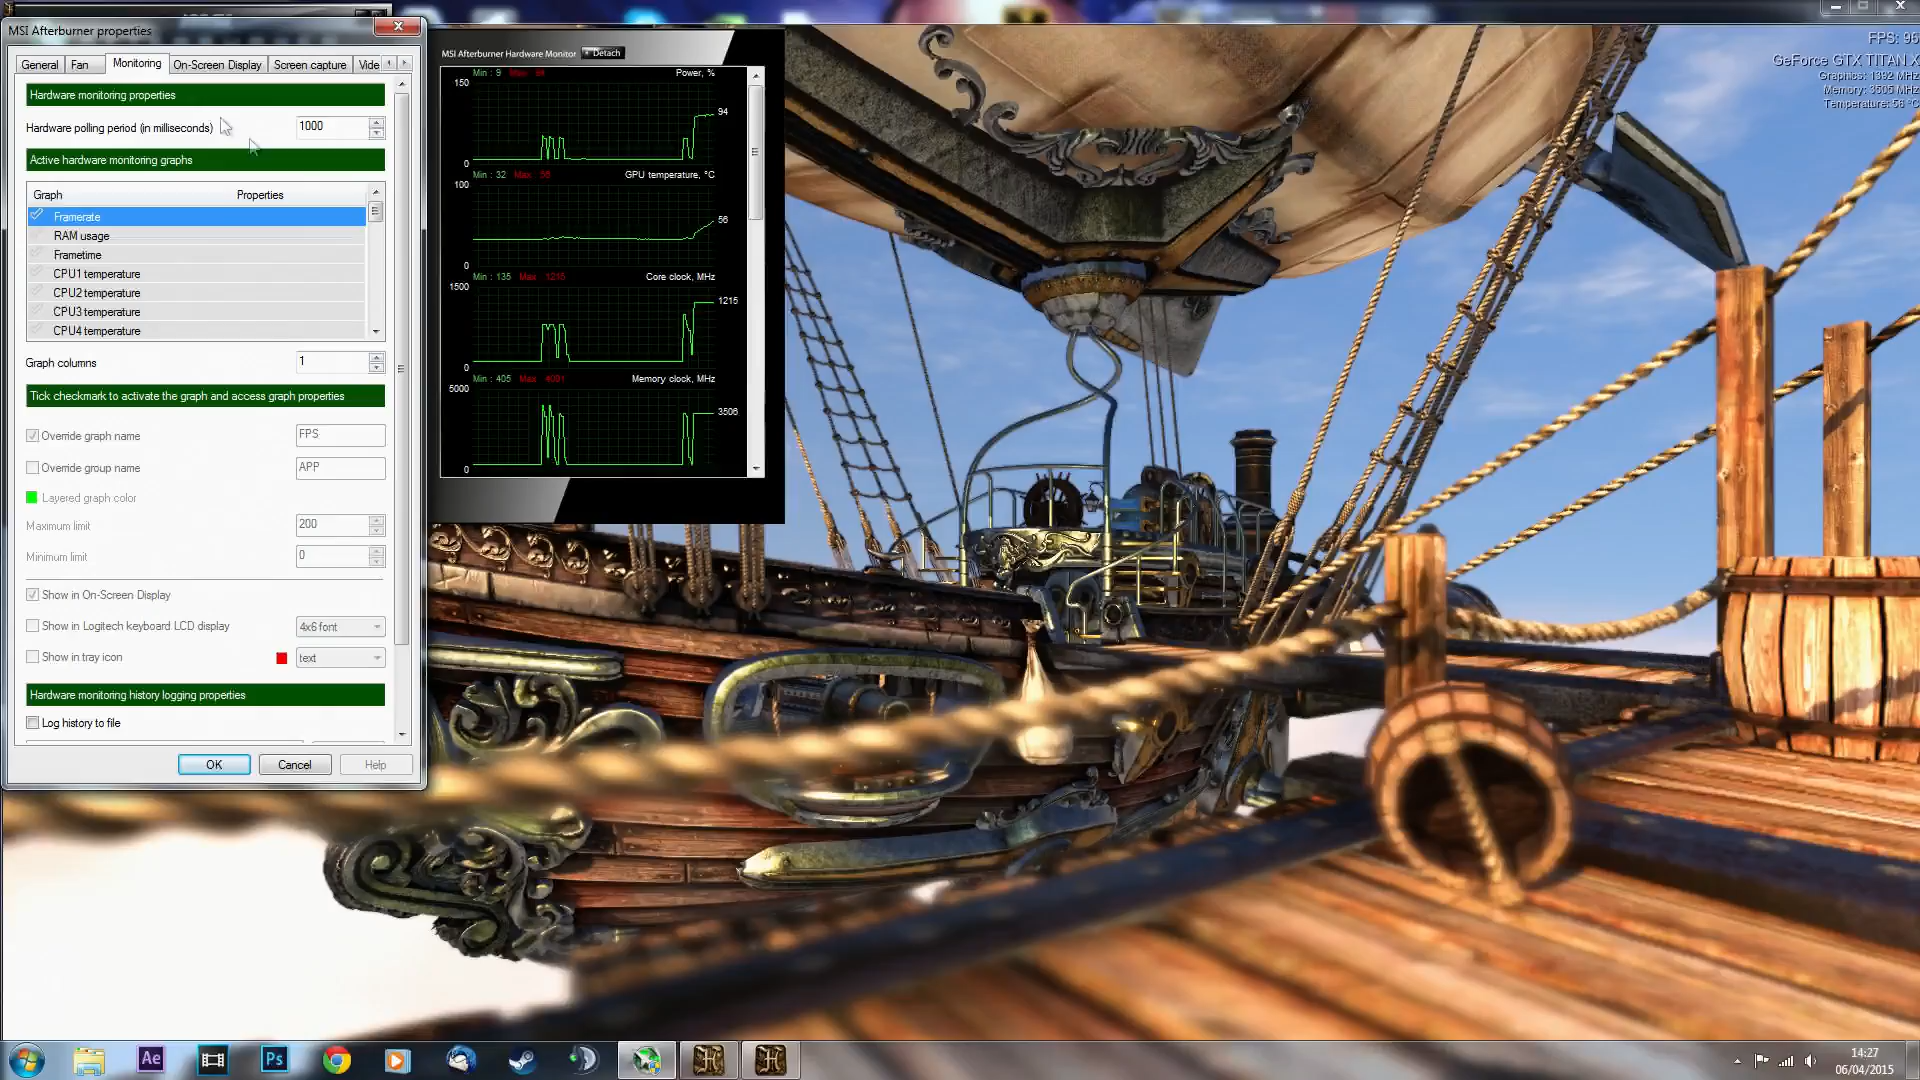 MSI Afterburner properties
General
Fan
Monitoring
On-Screen Display
Screen capture
Vide
Hardware monitoring properties
Hardware polling period (in milliseconds)
1000
Active hardware monitoring graphs
Graph
Properties
Framerate
RAM usage
Frametime
CPU1 temperature
CPU2 temperature
CPU3 temperature
CPU4 temperature
Graph columns
1
Tick checkmark to activate the graph and access graph properties
Override graph name
FPS
Override group name
APP
Layered graph color
Maximum limit
200
Minimum limit
0
Show in On-Screen Display
Show in Logitech keyboard LCD display
4x6 font
Show in tray icon
text
Hardware monitoring history logging properties
Log history to file
OK
Cancel
Help
MSI Afterburner Hardware Monitor
Detach
Min : 9 Max
Power, %
150
94
0
Min : 32 Max
GPU temperature, °C
100
56
0
Min : 135 Max : 1215
Core clock, MHz
1500
1215
0
Min : 405 Max
Memory clock, MHz
5000
3506
0
FPS: 96
GeForce GTX TITAN X
Graphics: 1392 MHz
Memory: 3505 MHz
Temperature: 56 °C
Ae
Ps
14:27
06/04/2015